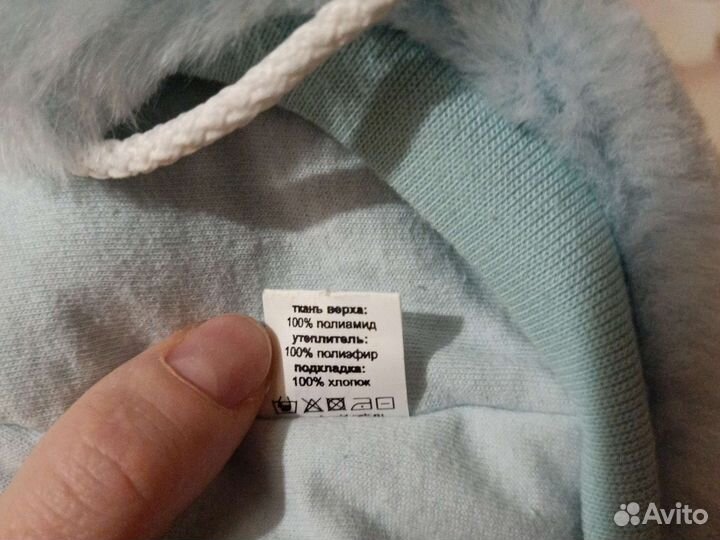 ткань верха:
100% полиамид
утеплитель:
100% полиэфир
подкладка:
100% хлопок
Avito